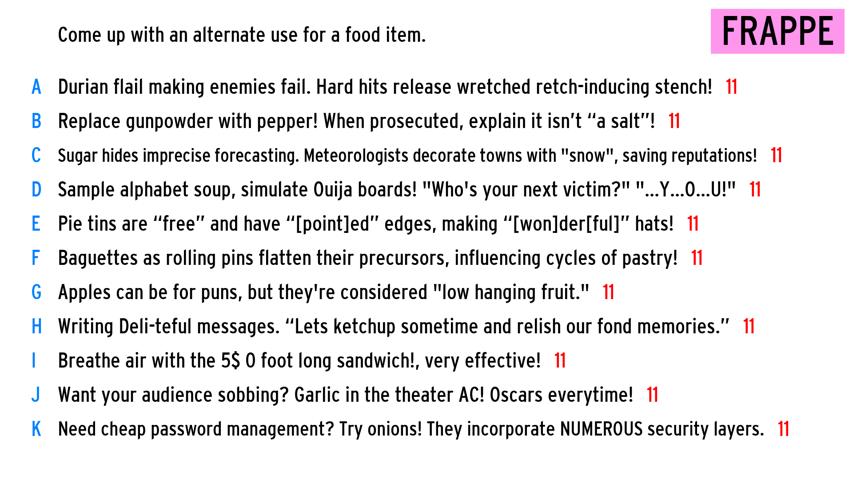 Come up with an alternate use for a food item.
FRAPPE
A Durian flail making enemies fail. Hard hits release wretched retch-inducing stench! 11
B Replace gunpowder with pepper! When prosecuted, explain it isn't “a salt”! 11
C Sugar hides imprecise forecasting. Meteorologists decorate towns with "snow", saving reputations! 11
D Sample alphabet soup, simulate Ouija boards! "Who's your next victim?" "...Y...O...U!" 11
E Pie tins are “free” and have “[point]ed” edges, making “[won]der[ful]” hats! 11
F Baguettes as rolling pins flatten their precursors, influencing cycles of pastry! 11
G Apples can be for puns, but they're considered "low hanging fruit." 11
H Writing Deli-teful messages. “Lets ketchup sometime and relish our fond memories.” 11
I Breathe air with the 5$ 0 foot long sandwich!, very effective! 11
J Want your audience sobbing? Garlic in the theater AC! Oscars everytime! 11
K Need cheap password management? Try onions! They incorporate NUMEROUS security layers. 11